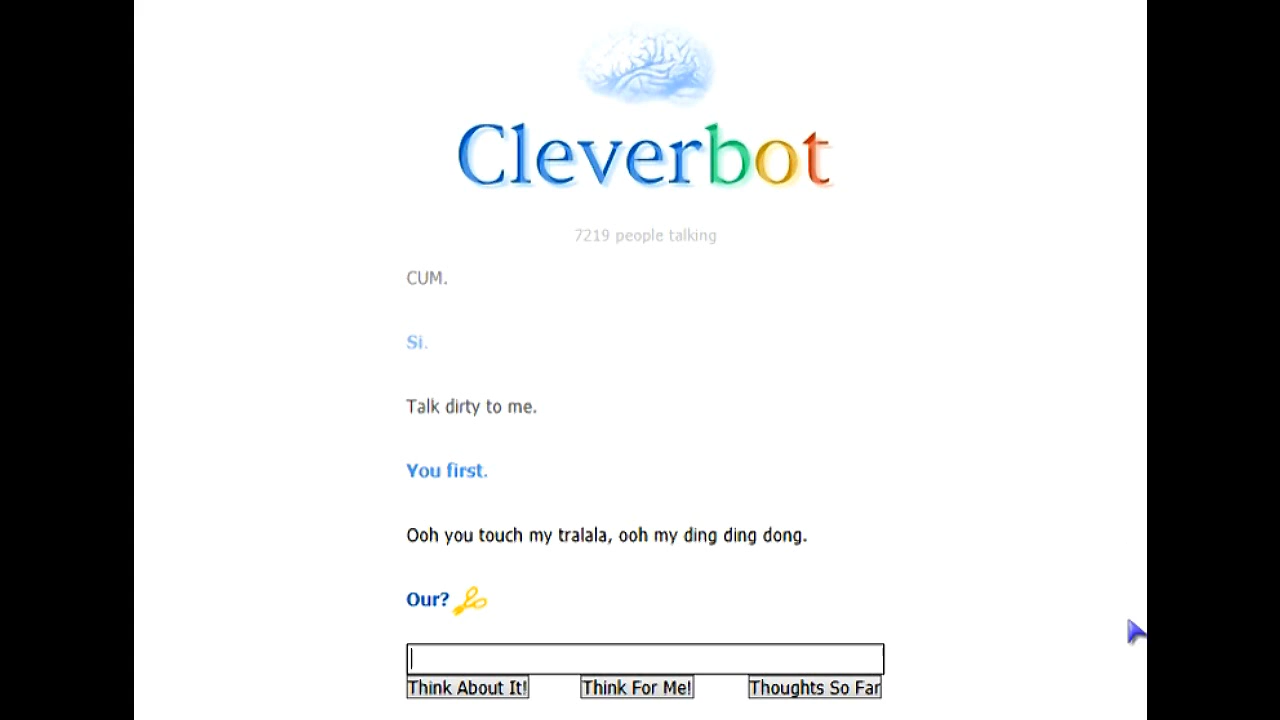 Cleverbot
7219 people talking
CUM.
Si.
Talk dirty to me.
You first.
Ooh you touch my tralala, ooh my ding ding dong.
Our?
Think About It!
Think For Me!
Thoughts So Far